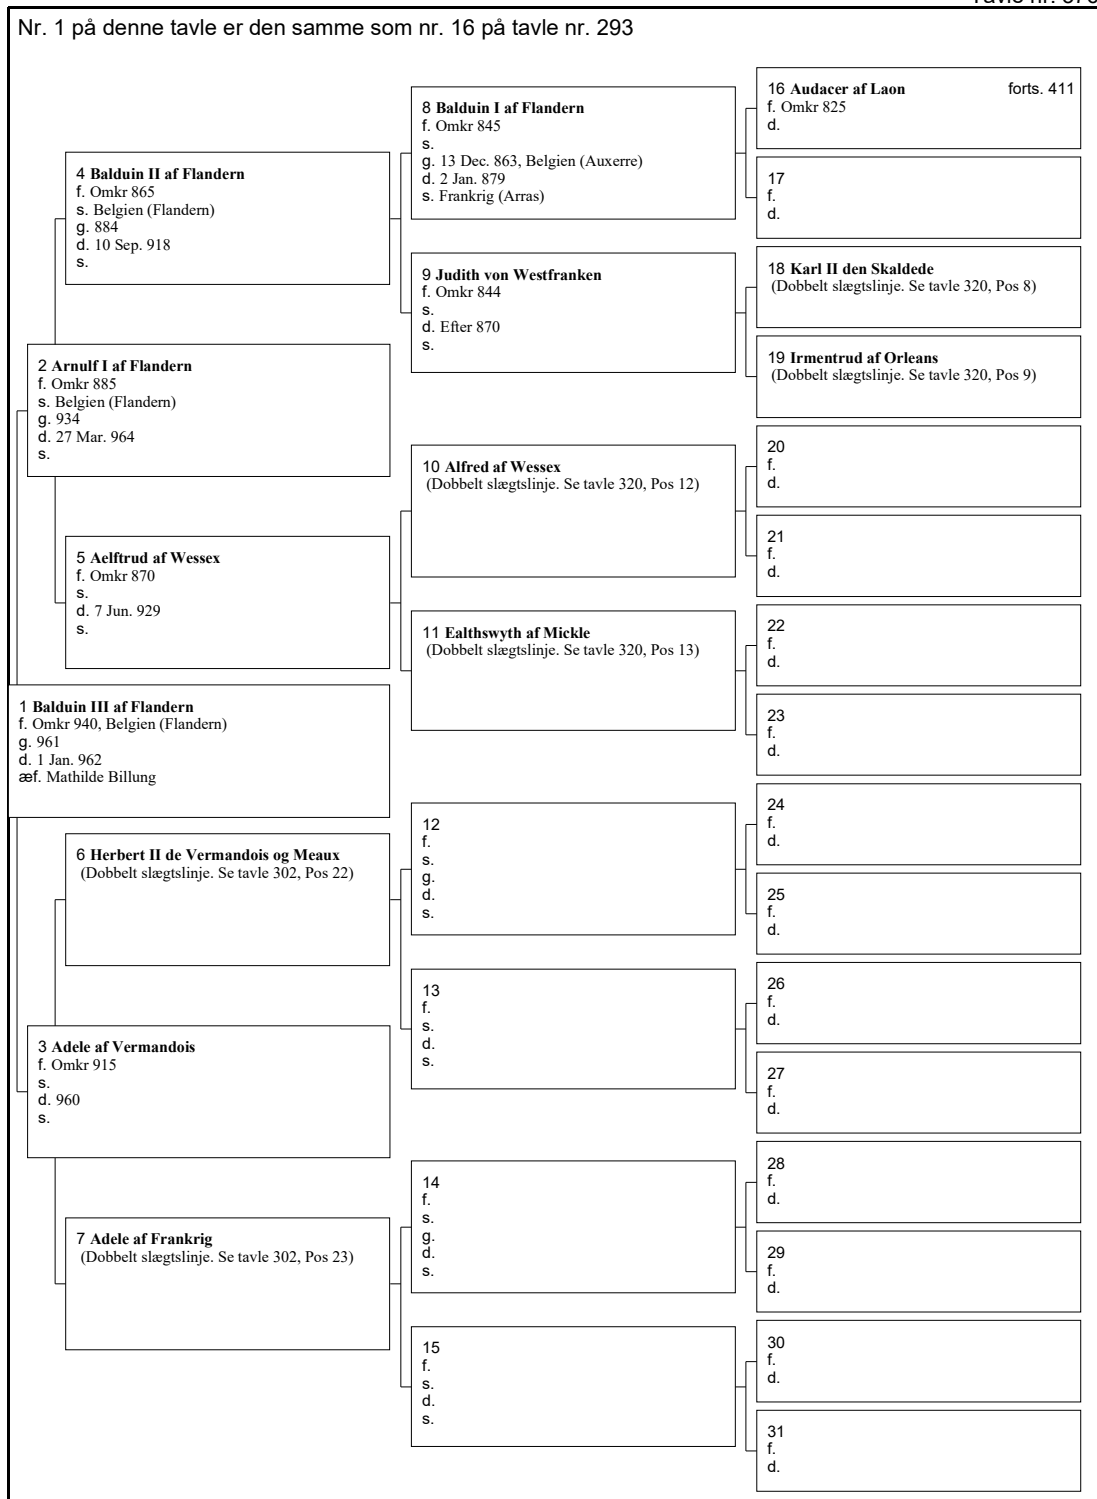 Nr. 1 på denne tavle er den samme som nr. 16 på tavle nr. 293
16 Audacer af Laon forts. 411
f. Omkr 825
d.
8 Balduin I af Flandern
f. Omkr 845
s.
g. 13 Dec. 863, Belgien (Auxerre)
d. 2 Jan. 879
s. Frankrig (Arras)
4 Balduin II af Flandern
f. Omkr 865
s. Belgien (Flandern)
g. 884
d. 10 Sep. 918
s.
17
f.
d.
9 Judith von Westfranken
f. Omkr 844
s.
d. Efter 870
s.
18 Karl II den Skaldede
(Dobbelt slægtslinje. Se tavle 320, Pos 8)
2 Arnulf I af Flandern
f. Omkr 885
s. Belgien (Flandern)
g. 934
d. 27 Mar. 964
s.
19 Irmentrud af Orleans
(Dobbelt slægtslinje. Se tavle 320, Pos 9)
10 Alfred af Wessex
(Dobbelt slægtslinje. Se tavle 320, Pos 12)
20
f.
d.
5 Aelftrud af Wessex
f. Omkr 870
s.
d. 7 Jun. 929
s.
21
f.
d.
11 Ealthswyth af Mickle
(Dobbelt slægtslinje. Se tavle 320, Pos 13)
22
f.
d.
1 Balduin III af Flandern
f. Omkr 940, Belgien (Flandern)
g. 961
d. 1 Jan. 962
æf. Mathilde Billung
23
f.
d.
6 Herbert II de Vermandois og Meaux
(Dobbelt slægtslinje. Se tavle 302, Pos 22)
12
f.
s.
g.
d.
s.
24
f.
d.
25
f.
d.
13
f.
s.
d.
s.
26
f.
d.
3 Adele af Vermandois
f. Omkr 915
s.
d. 960
s.
27
f.
d.
14
f.
s.
g.
d.
s.
28
f.
d.
7 Adele af Frankrig
(Dobbelt slægtslinje. Se tavle 302, Pos 23)
29
f.
d.
15
f.
s.
d.
s.
30
f.
d.
31
f.
d.